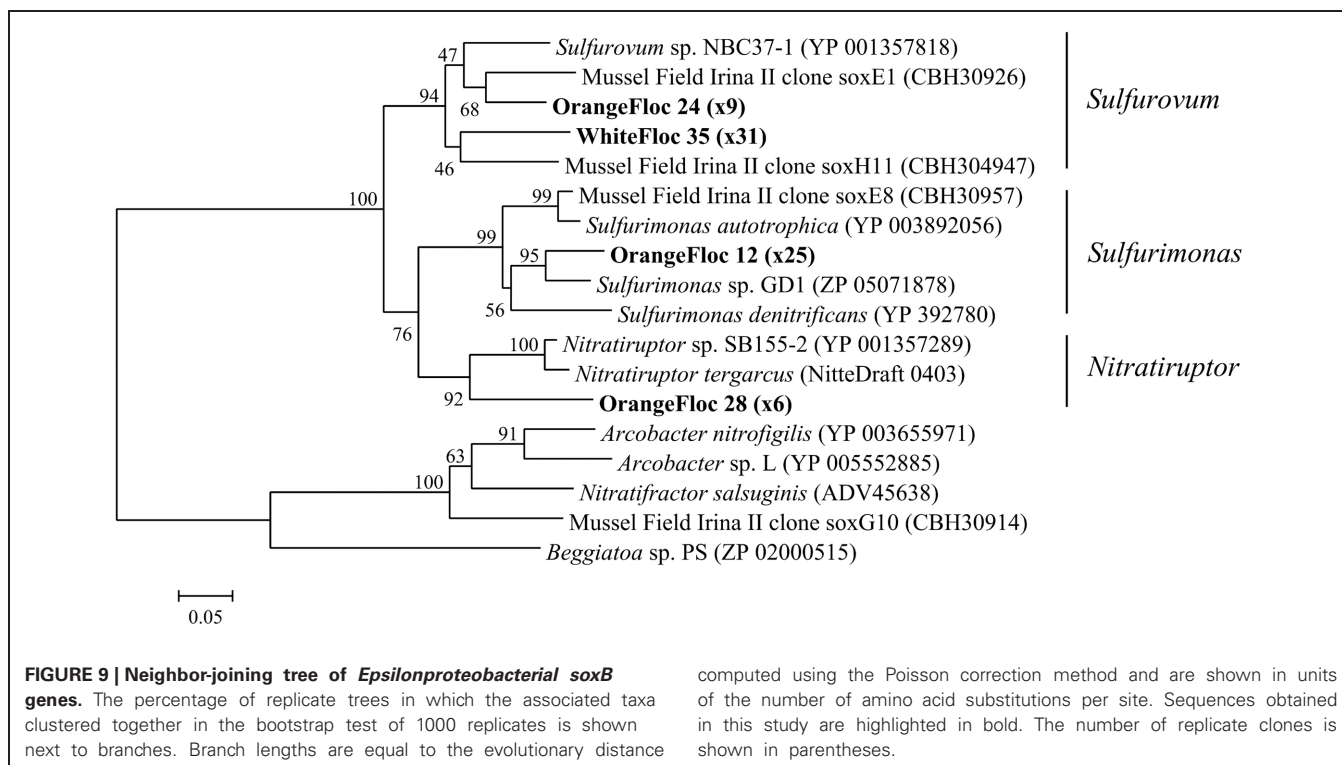 47
Sulfurovum sp. NBC37-1 (YP 001357818)
Mussel Field Irina II clone soxE1 (CBH30926)
94
68
OrangeFloc 24 (x9)
Sulfurovum
WhiteFloc 35 (x31)
46
Mussel Field Irina II clone soxH11 (CBH304947)
100
99
Mussel Field Irina II clone soxE8 (CBH30957)
Sulfurimonas autotrophica (YP 003892056)
99
95
OrangeFloc 12 (x25)
Sulfurimonas
Sulfurimonas sp. GD1 (ZP 05071878)
56
Sulfurimonas denitrificans (YP 392780)
76
100
Nitratiruptor sp. SB155-2 (YP 001357289)
Nitratiruptor tergarcus (NitteDraft 0403)
Nitratiruptor
92
OrangeFloc 28 (x6)
91
Arcobacter nitrofigilis (YP 003655971)
63
Arcobacter sp. L (YP 005552885)
100
Nitratifractor salsuginis (ADV45638)
Mussel Field Irina II clone soxG10 (CBH30914)
Beggiatoa sp. PS (ZP 02000515)
0.05
FIGURE 9 | Neighbor-joining tree of Epsilonproteobacterial soxB
genes. The percentage of replicate trees in which the associated taxa
clustered together in the bootstrap test of 1000 replicates is shown
next to branches. Branch lengths are equal to the evolutionary distance
computed using the Poisson correction method and are shown in units
of the number of amino acid substitutions per site. Sequences obtained
in this study are highlighted in bold. The number of replicate clones is
shown in parentheses.